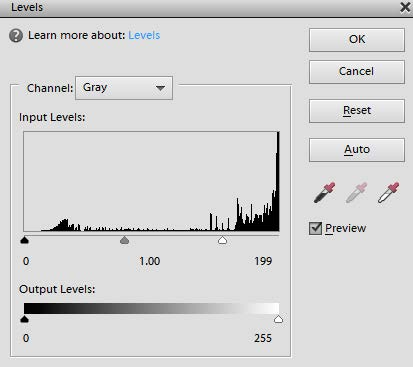 Levels
Learn more about: Levels
OK
Cancel
Reset
Auto
Preview
Channel: Gray
Input Levels:
0 1.00 199
Output Levels:
0 255